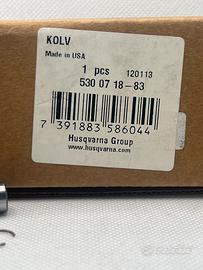 KOLV
Made in USA
1 pcs 120113
530 07 18-83
7 391883 586044
Husqvarna Group
www.husqvarna.com